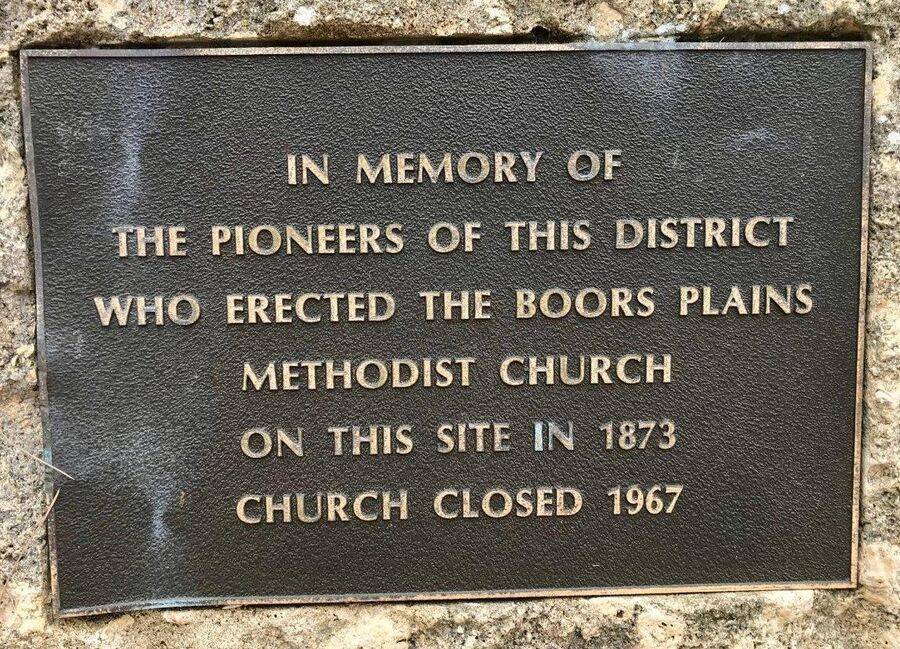 IN MEMORY OF
THE PIONEERS OF THIS DISTRICT
WHO ERECTED THE BOORS PLAINS
METHODIST CHURCH
ON THIS SITE IN 1873
CHURCH CLOSED 1967